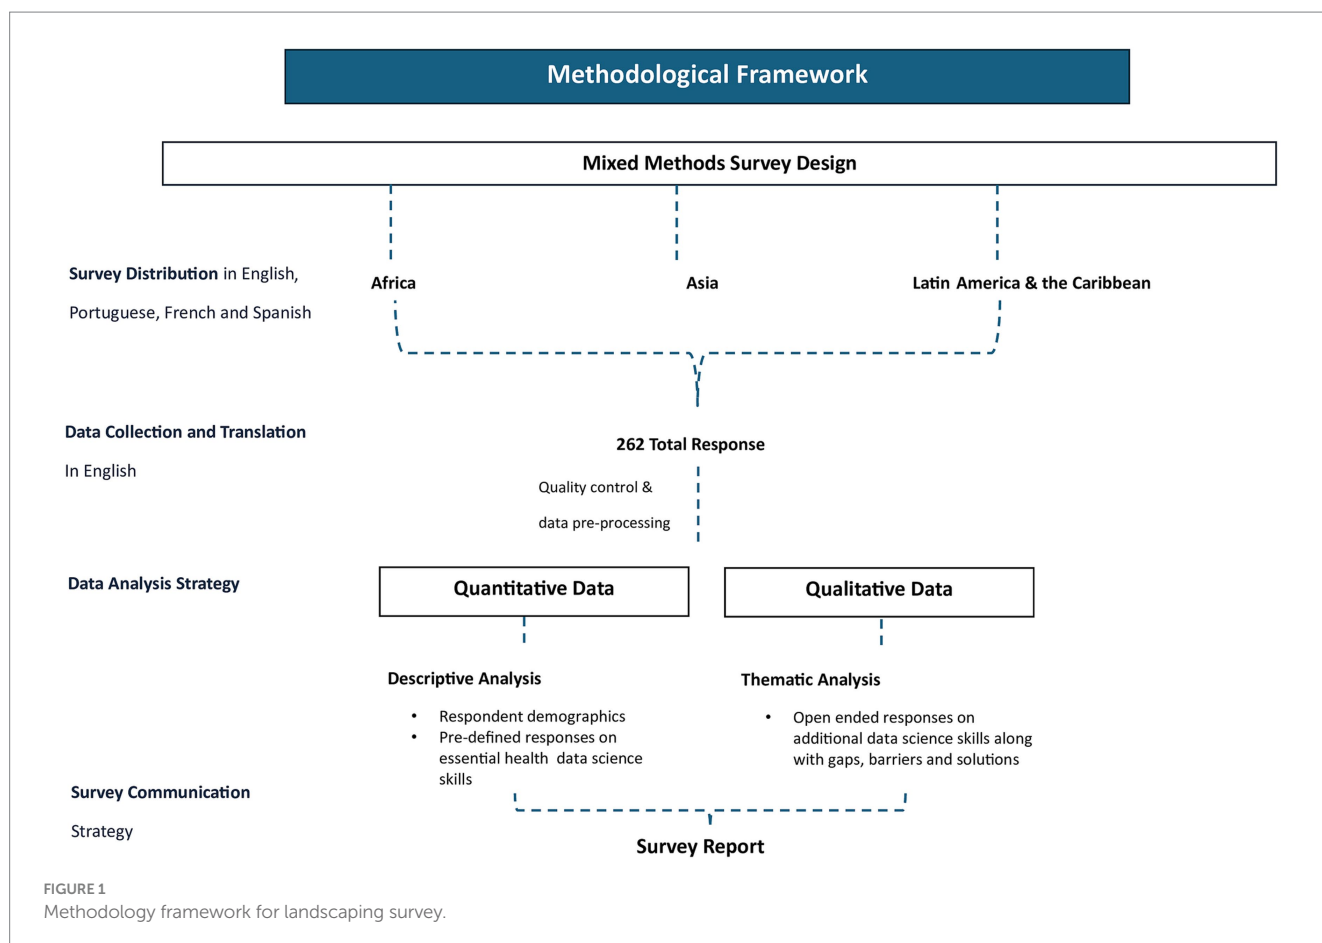 Methodological Framework
Mixed Methods Survey Design
Survey Distribution in English,
Portuguese, French and Spanish
Africa
Asia
Latin America & the Caribbean
Data Collection and Translation
In English
262 Total Response
Quality control &
data pre-processing
Data Analysis Strategy
Quantitative Data
Qualitative Data
Descriptive Analysis
• Respondent demographics
• Pre-defined responses on
essential health data science
skills
Thematic Analysis
• Open ended responses on
additional data science skills along
with gaps, barriers and solutions
Survey Communication
Strategy
Survey Report
FIGURE 1
Methodology framework for landscaping survey.